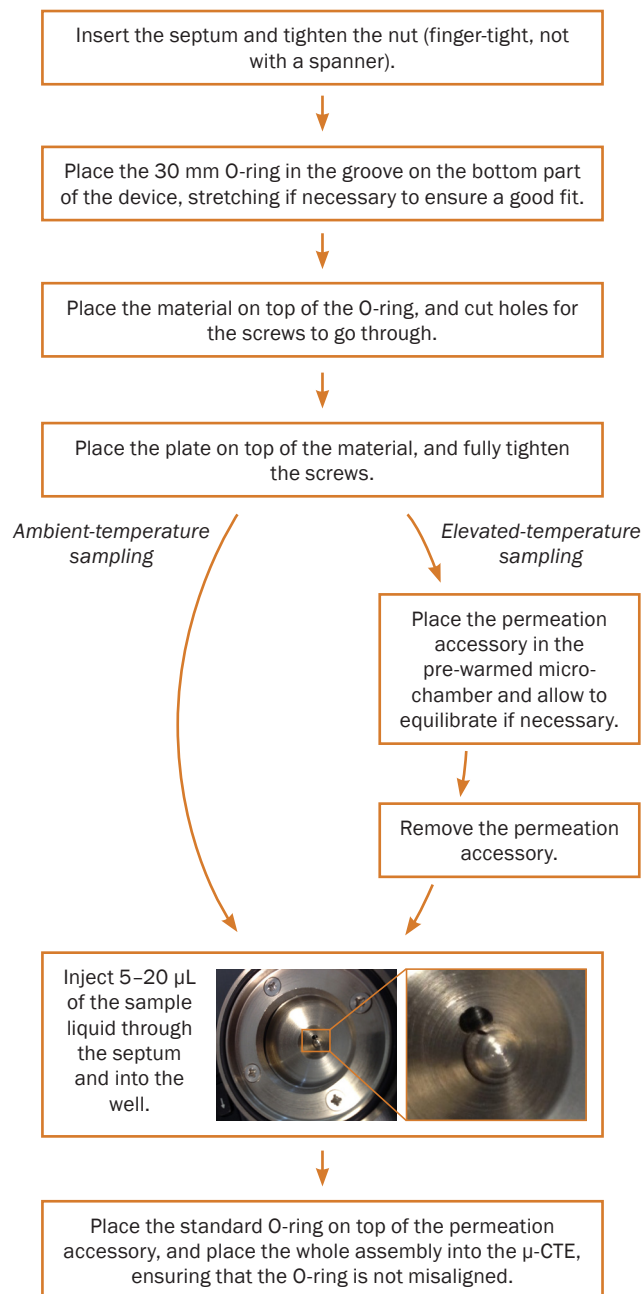 Insert the septum and tighten the nut (finger-tight, not
with a spanner).
Place the 30 mm O-ring in the groove on the bottom part
of the device, stretching if necessary to ensure a good fit.
Place the material on top of the O-ring, and cut holes for
the screws to go through.
Place the plate on top of the material, and fully tighten
the screws.
Ambient-temperature
sampling
Elevated-temperature
sampling
Place the permeation
accessory in the
pre-warmed micro-
chamber and allow to
equilibrate if necessary.
Remove the permeation
accessory.
Inject 5–20 µL
of the sample
liquid through
the septum
and into the
well.
Place the standard O-ring on top of the permeation
accessory, and place the whole assembly into the µ-CTE,
ensuring that the O-ring is not misaligned.